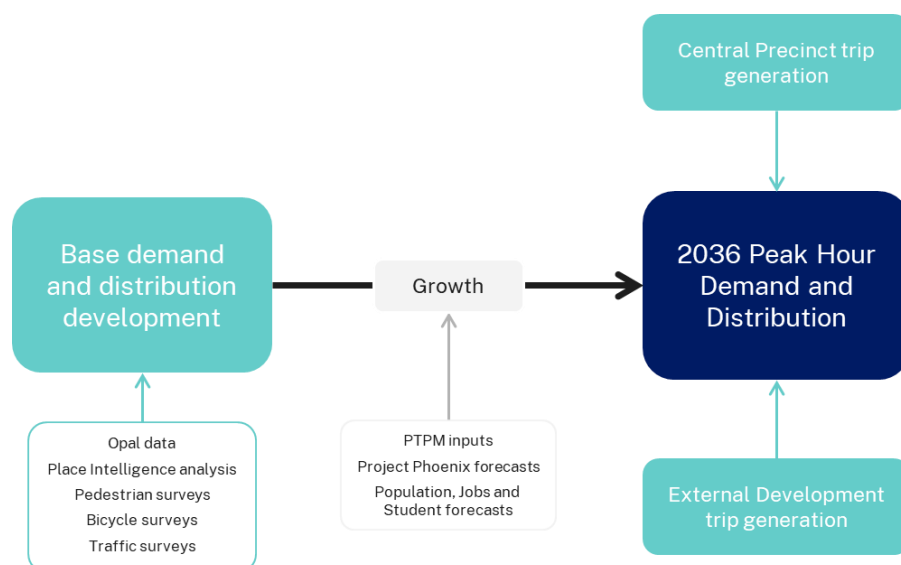 Central Precinct trip
generation
Base demand
and distribution
development
Growth
2036 Peak Hour
Demand and
Distribution
Opal data
Place Intelligence analysis
Pedestrian surveys
Bicycle surveys
Traffic surveys
PTPM inputs
Project Phoenix forecasts
Population, Jobs and
Student forecasts
External Development
trip generation